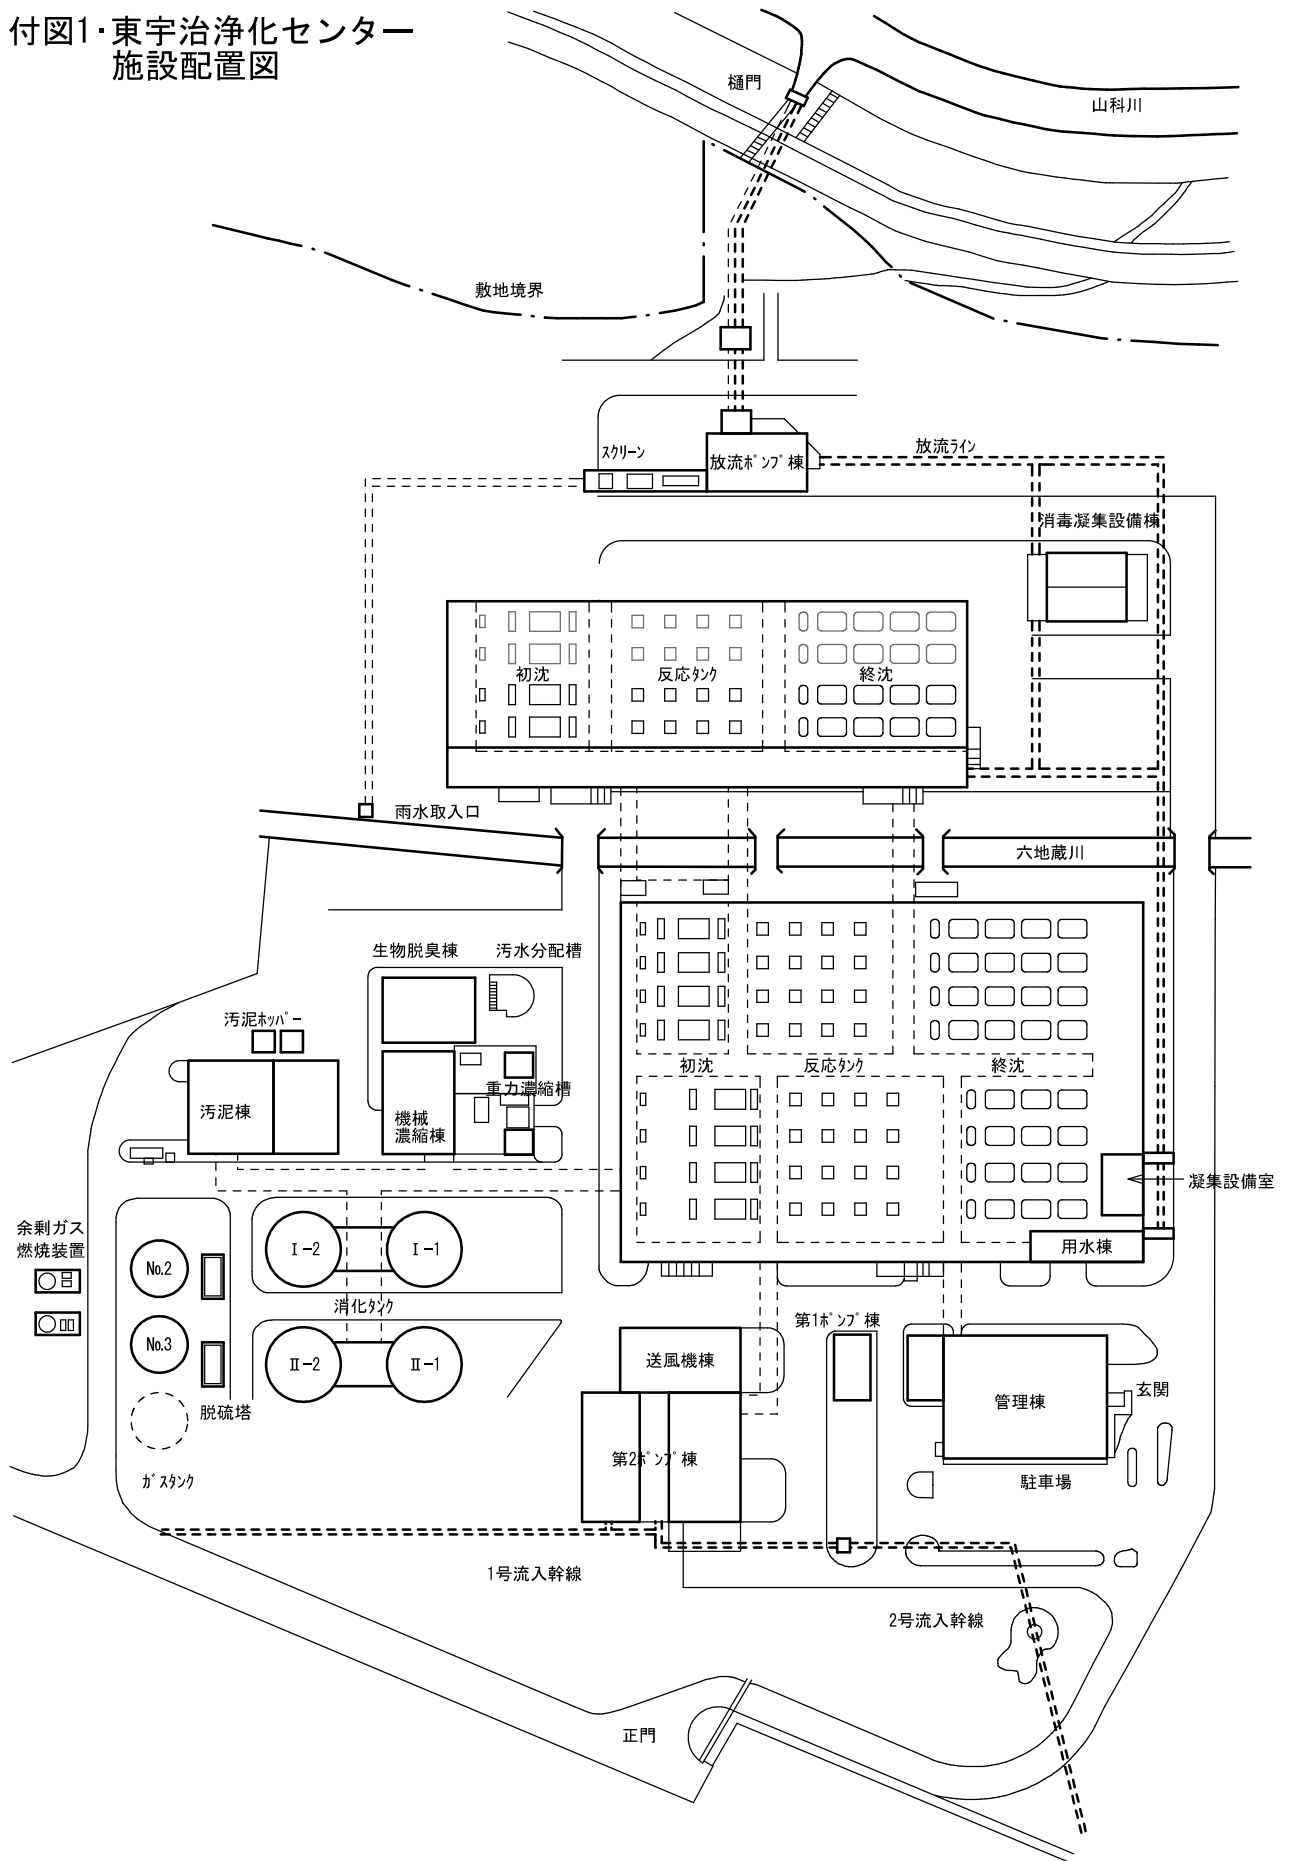 付図1・東宇治浄化センター
施設配置図
樋門
山科川
敷地境界
スクリーン
放流ポンプ棟
放流ライン
消毒凝集設備棟
初沈
反応タンク
終沈
雨水取入口
六地蔵川
生物脱臭棟
汚水分配槽
汚泥ホッパー
初沈
反応タンク
終沈
重力濃縮槽
汚泥棟
機械
濃縮棟
凝集設備室
余剰ガス
燃焼装置
用水棟
No.2
Ⅰ-2
Ⅰ-1
消化タンク
No.3
Ⅱ-2
Ⅱ-1
第1ポンプ棟
送風機棟
脱硫塔
管理棟
玄関
第2ポンプ棟
ガスタンク
駐車場
1号流入幹線
2号流入幹線
正門